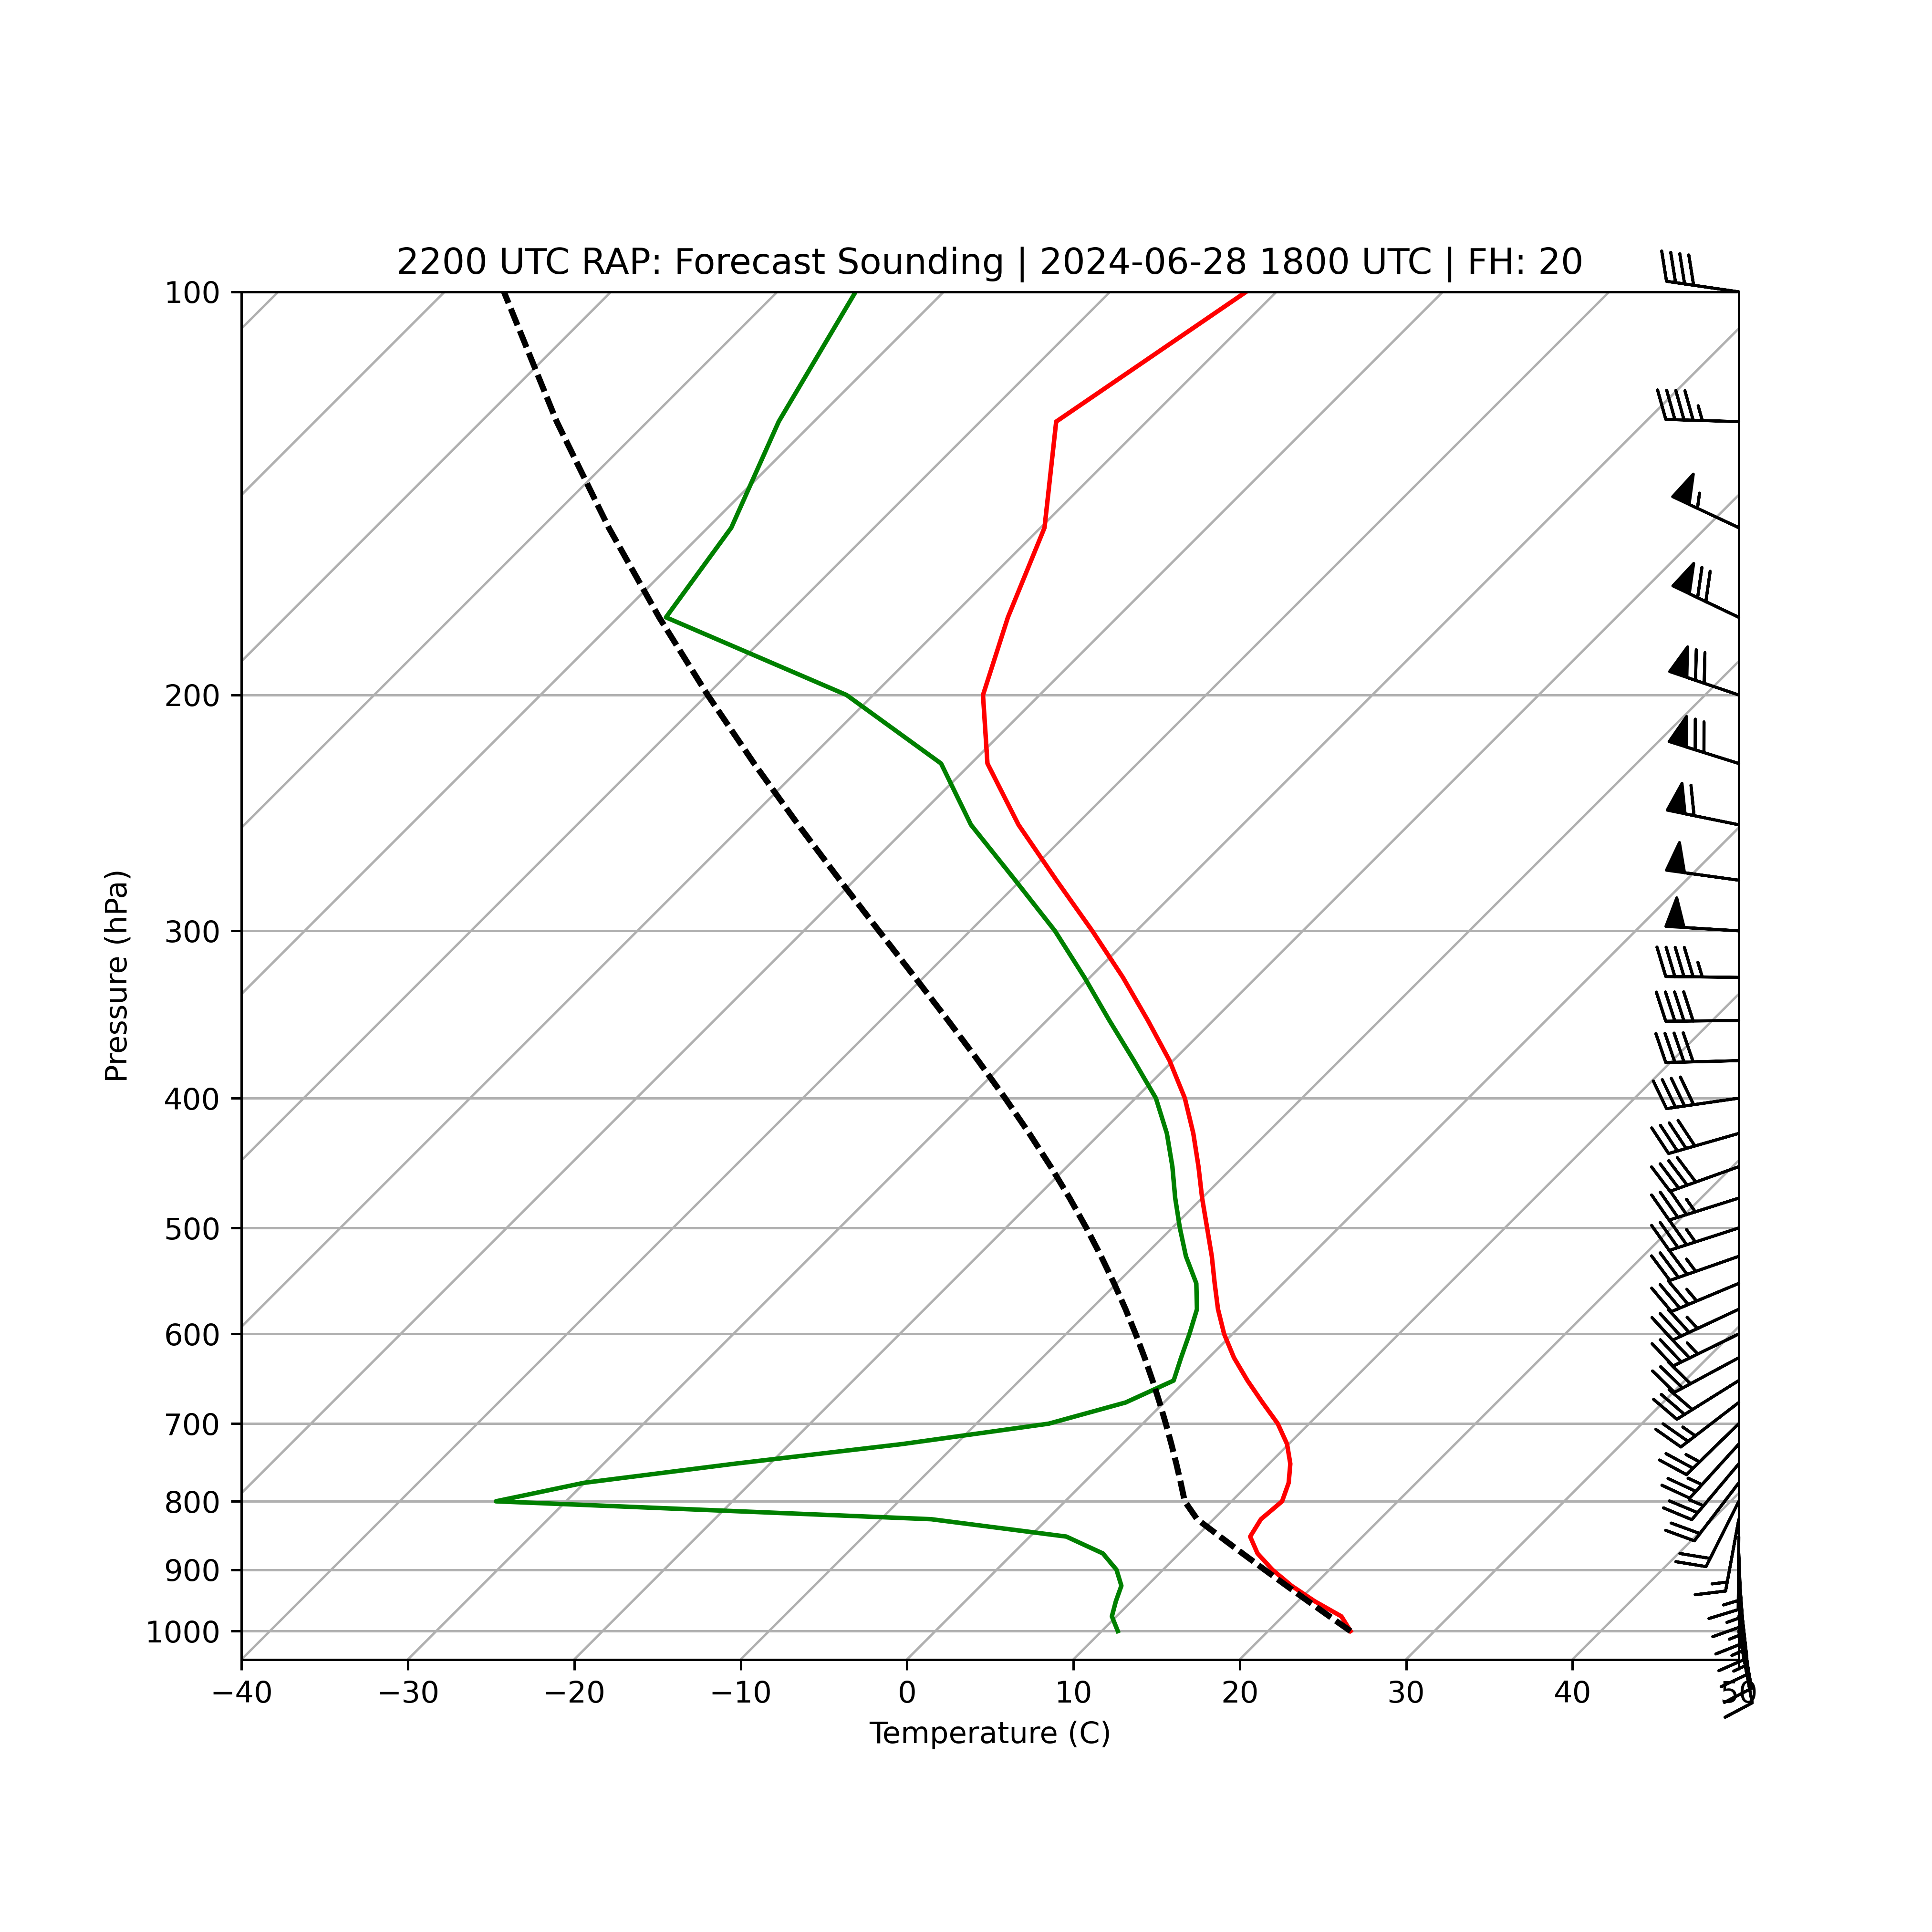 2200 UTC RAP: Forecast Sounding | 2024-06-28 1800 UTC | FH: 20
100
200
300
400
500
600
700
800
900
1000
Pressure (hPa)
−40 −30 −20 −10 0 10 20 30 40 50
Temperature (C)